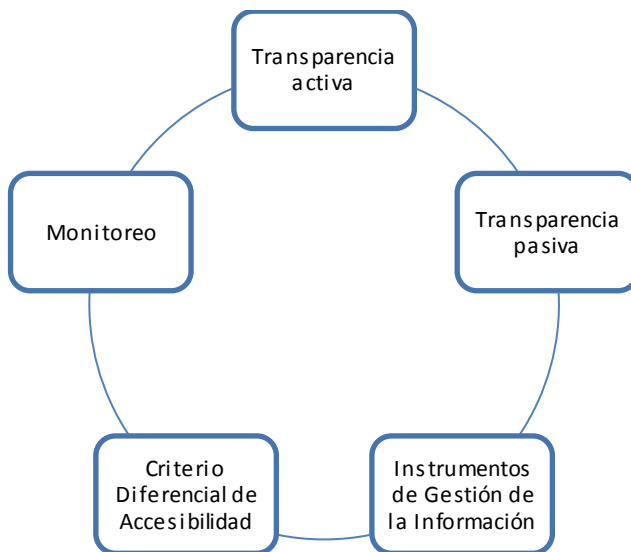 Transparencia
activa
Transparencia
pasiva
Instrumentos
de Gestión de
la Información
Criterio
Diferencial de
Accesibilidad
Monitoreo